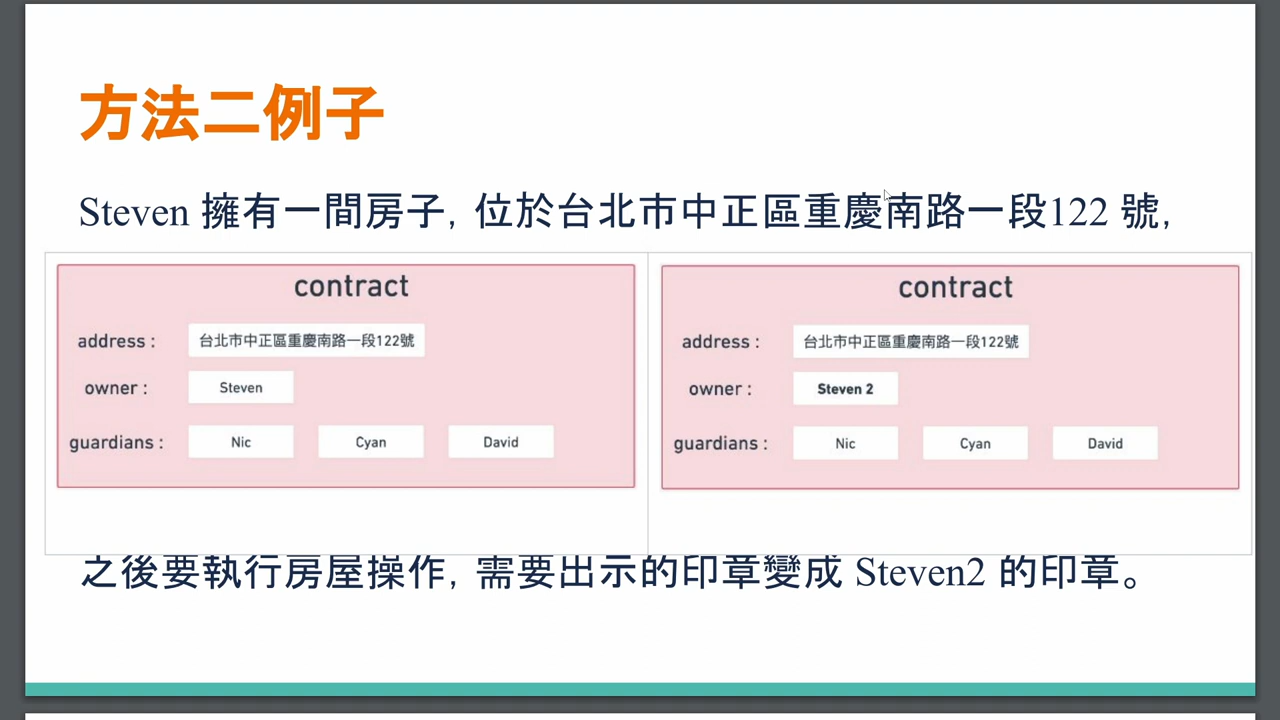 方法二例子
Steven 擁有一間房子, 位於台北市中正區重慶南路一段122 號,
contract
address : 台北市中正區重慶南路一段122號
owner : Steven
guardians : Nic Cyan David
contract
address : 台北市中正區重慶南路一段122號
owner : Steven 2
guardians : Nic Cyan David
之後要執行房屋操作, 需要出示的印章變成 Steven2 的印章。